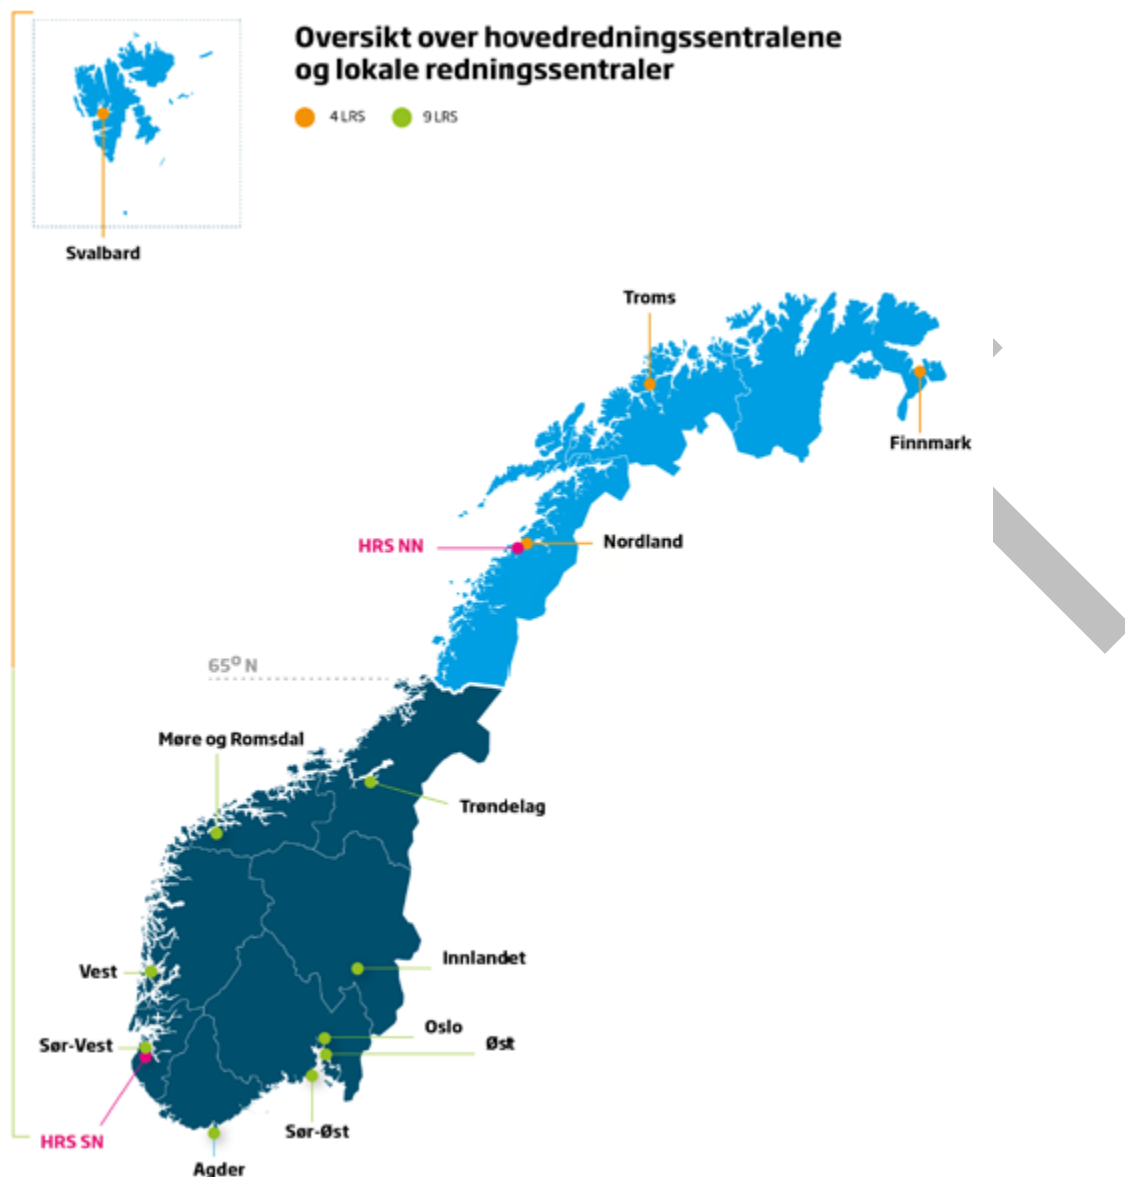 Oversikt over hovedredningssentralene
og lokale redningssentraler
4 LRS
9 LRS
Svalbard
Troms
Finnmark
HRS NN
Nordland
65° N
Møre og Romsdal
Trøndelag
Innlandet
Vest
Oslo
Øst
Sør-Vest
Sør-Øst
HRS SN
Agder